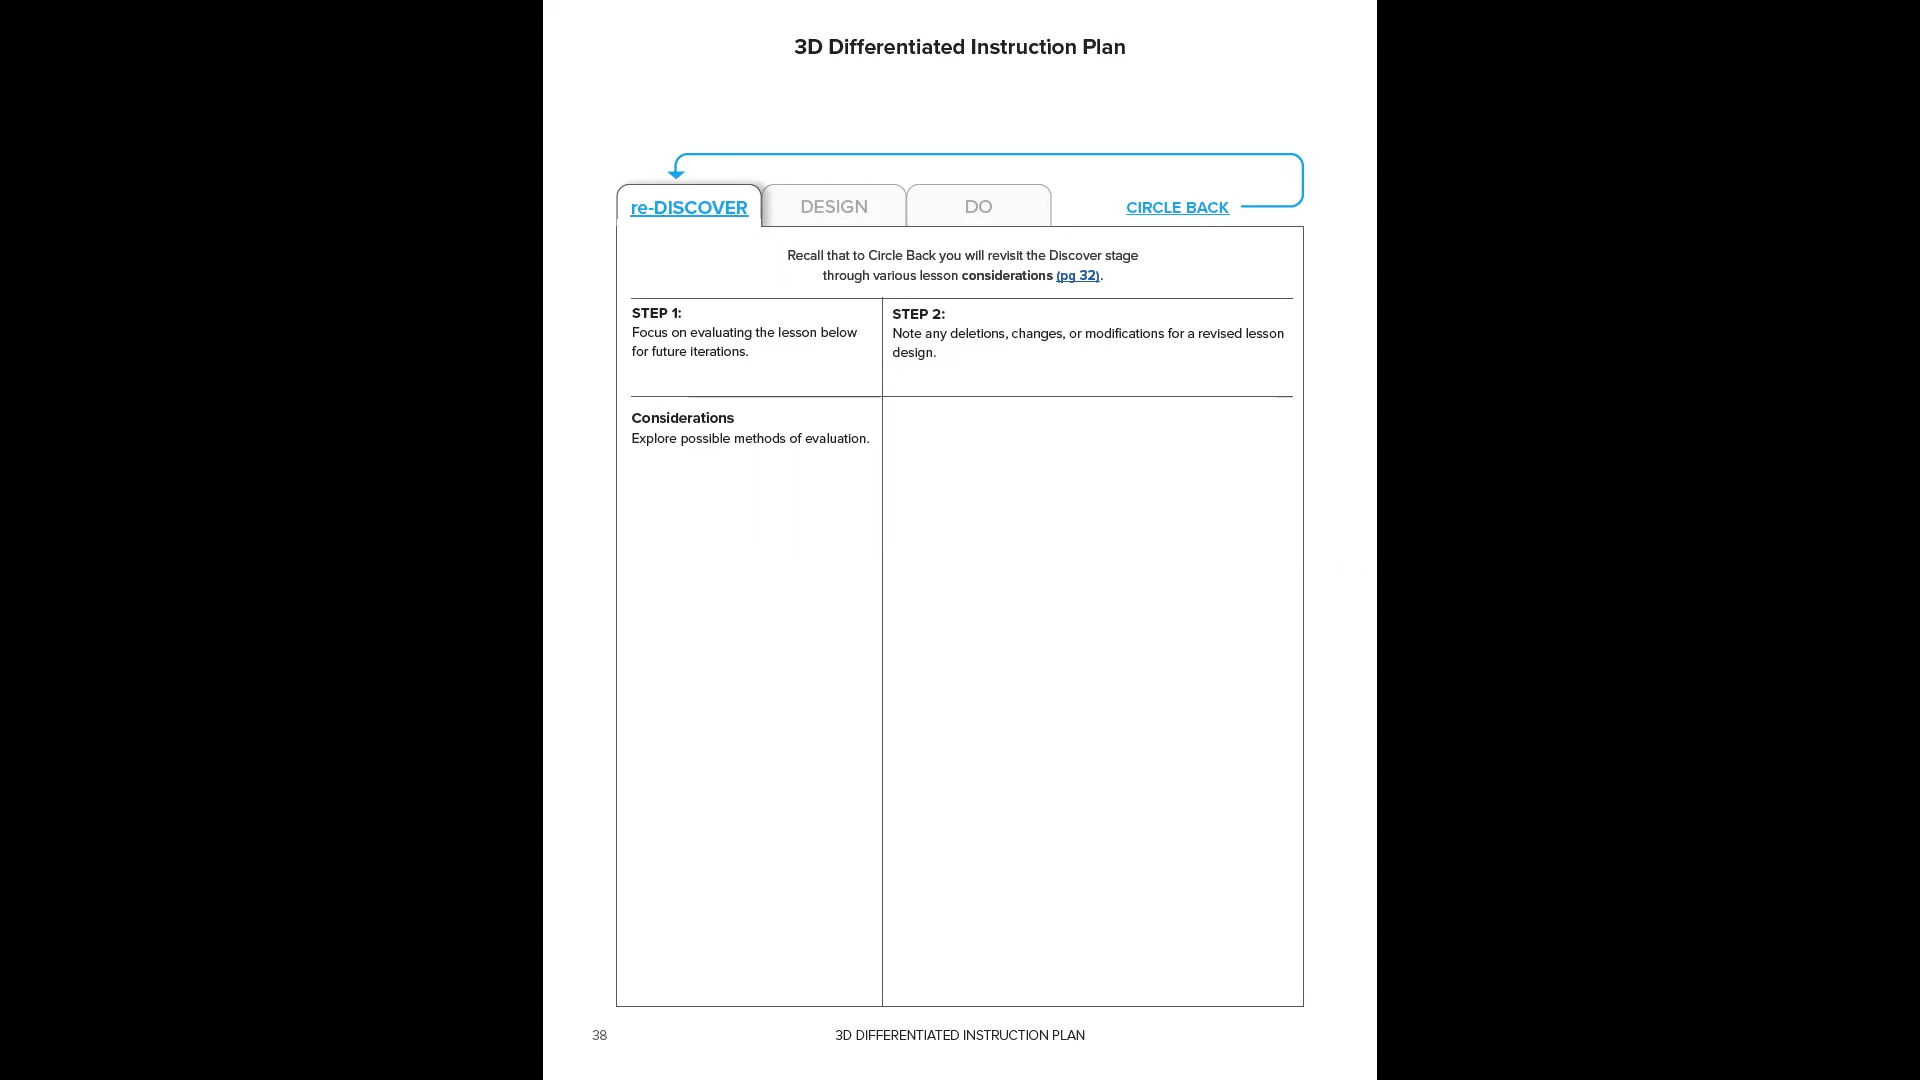 3D Differentiated Instruction Plan
re-DISCOVER
DESIGN
DO
CIRCLE BACK
Recall that to Circle Back you will revisit the Discover stage
through various lesson considerations (pg 32).
STEP 1:
Focus on evaluating the lesson below
for future iterations.
STEP 2:
Note any deletions, changes, or modifications for a revised lesson
design.
Considerations
Explore possible methods of evaluation.
38
3D DIFFERENTIATED INSTRUCTION PLAN